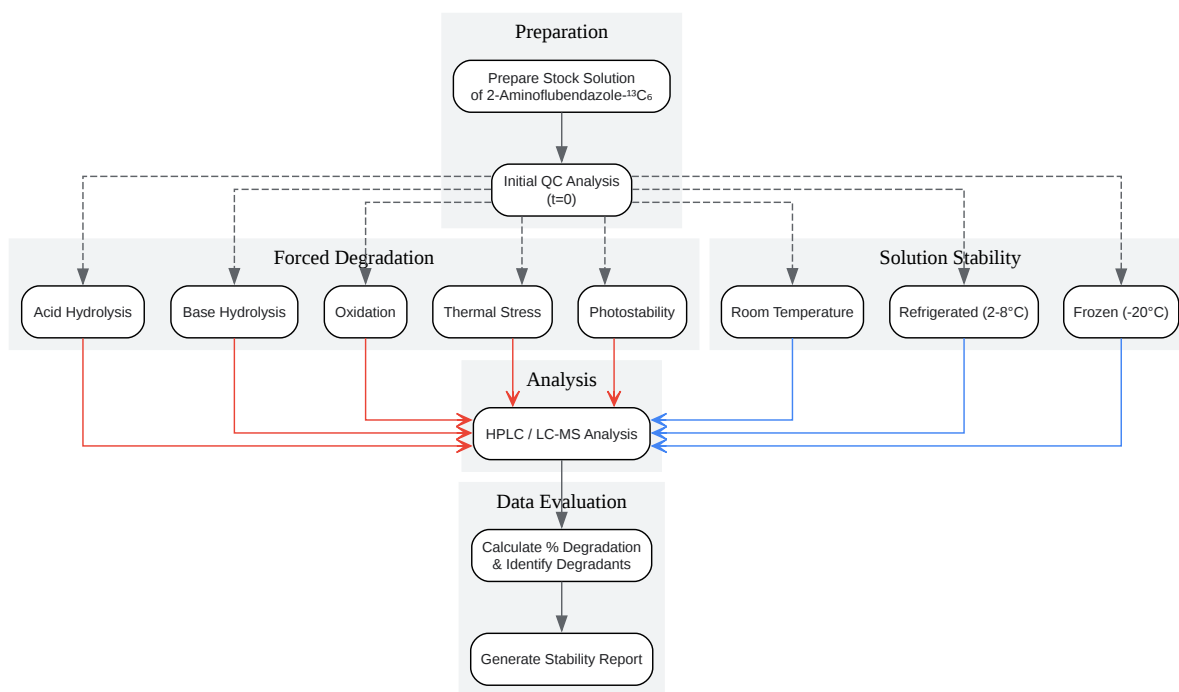 Preparation
Prepare Stock Solution
of 2-Aminoflubendazole-¹³C₆
Initial QC Analysis
(t=0)
Forced Degradation
Solution Stability
Acid Hydrolysis
Base Hydrolysis
Oxidation
Thermal Stress
Photostability
Room Temperature
Refrigerated (2-8°C)
Frozen (-20°C)
Analysis
HPLC / LC-MS Analysis
Data Evaluation
Calculate % Degradation
& Identify Degradants
Generate Stability Report